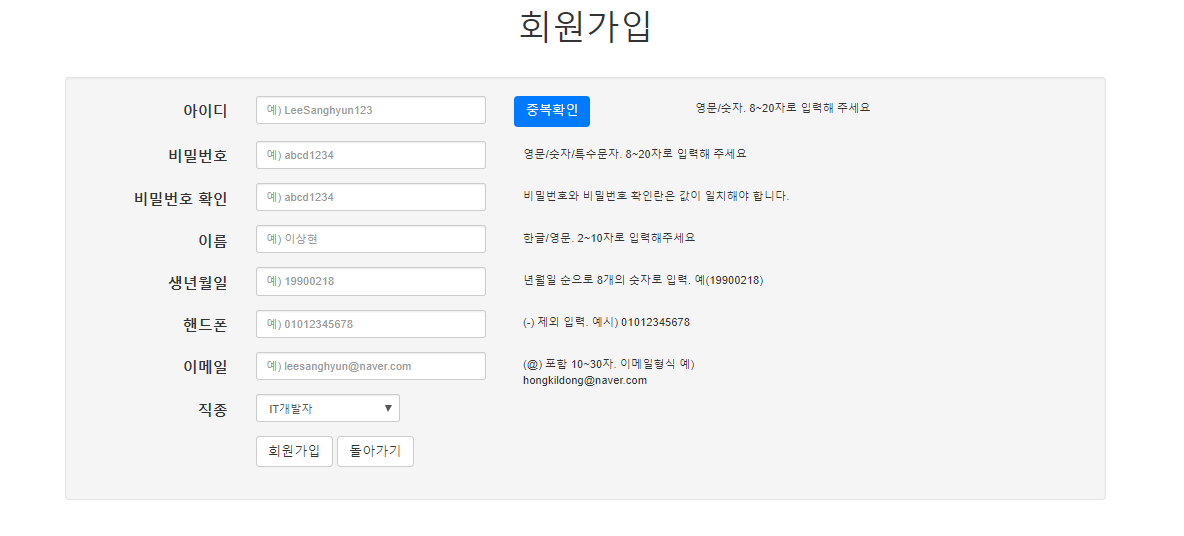 회원가입
아이디 예) LeeSanghyun123 중복확인 영문/숫자. 8~20자로 입력해 주세요
비밀번호 예) abcd1234 영문/숫자/특수문자. 8~20자로 입력해 주세요
비밀번호 확인 예) abcd1234 비밀번호와 비밀번호 확인란은 값이 일치해야 합니다.
이름 예) 이상현 한글/영문. 2~10자로 입력해주세요
생년월일 예) 19900218 년월일 순으로 8개의 숫자로 입력. 예(19900218)
핸드폰 예) 01012345678 (-) 제외 입력. 예시) 01012345678
이메일 예) leesanghyun@naver.com (@) 포함 10~30자. 이메일형식 예)
hongkildong@naver.com
직종 IT개발자
회원가입 돌아가기